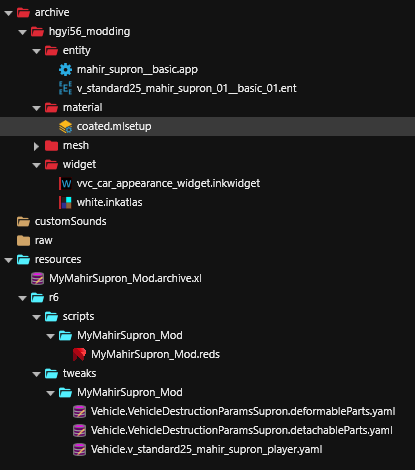 archive
hgyi56_modding
entity
mahir_supron__basic.app
v_standard25_mahir_supron_01__basic_01.ent
material
coated.mlsetup
mesh
widget
vvc_car_appearance_widget.inkwidget
white.inkatlas
customSounds
raw
resources
MyMahirSupron_Mod.archive.xl
r6
scripts
MyMahirSupron_Mod
MyMahirSupron_Mod.reds
tweaks
MyMahirSupron_Mod
Vehicle.VehicleDestructionParamsSupron.deformableParts.yaml
Vehicle.VehicleDestructionParamsSupron.detachableParts.yaml
Vehicle.v_standard25_mahir_supron_player.yaml